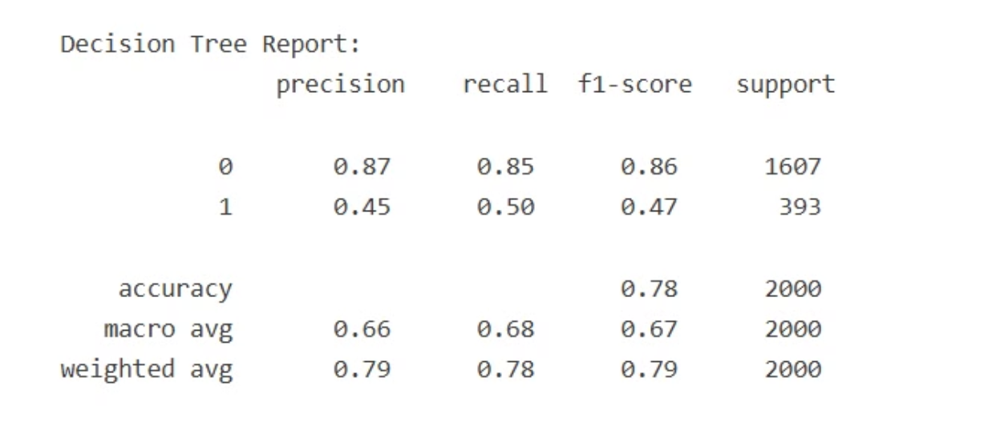 Decision Tree Report:
precision recall f1-score support
0 0.87 0.85 0.86 1607
1 0.45 0.50 0.47 393
accuracy 0.78 2000
macro avg 0.66 0.68 0.67 2000
weighted avg 0.79 0.78 0.79 2000